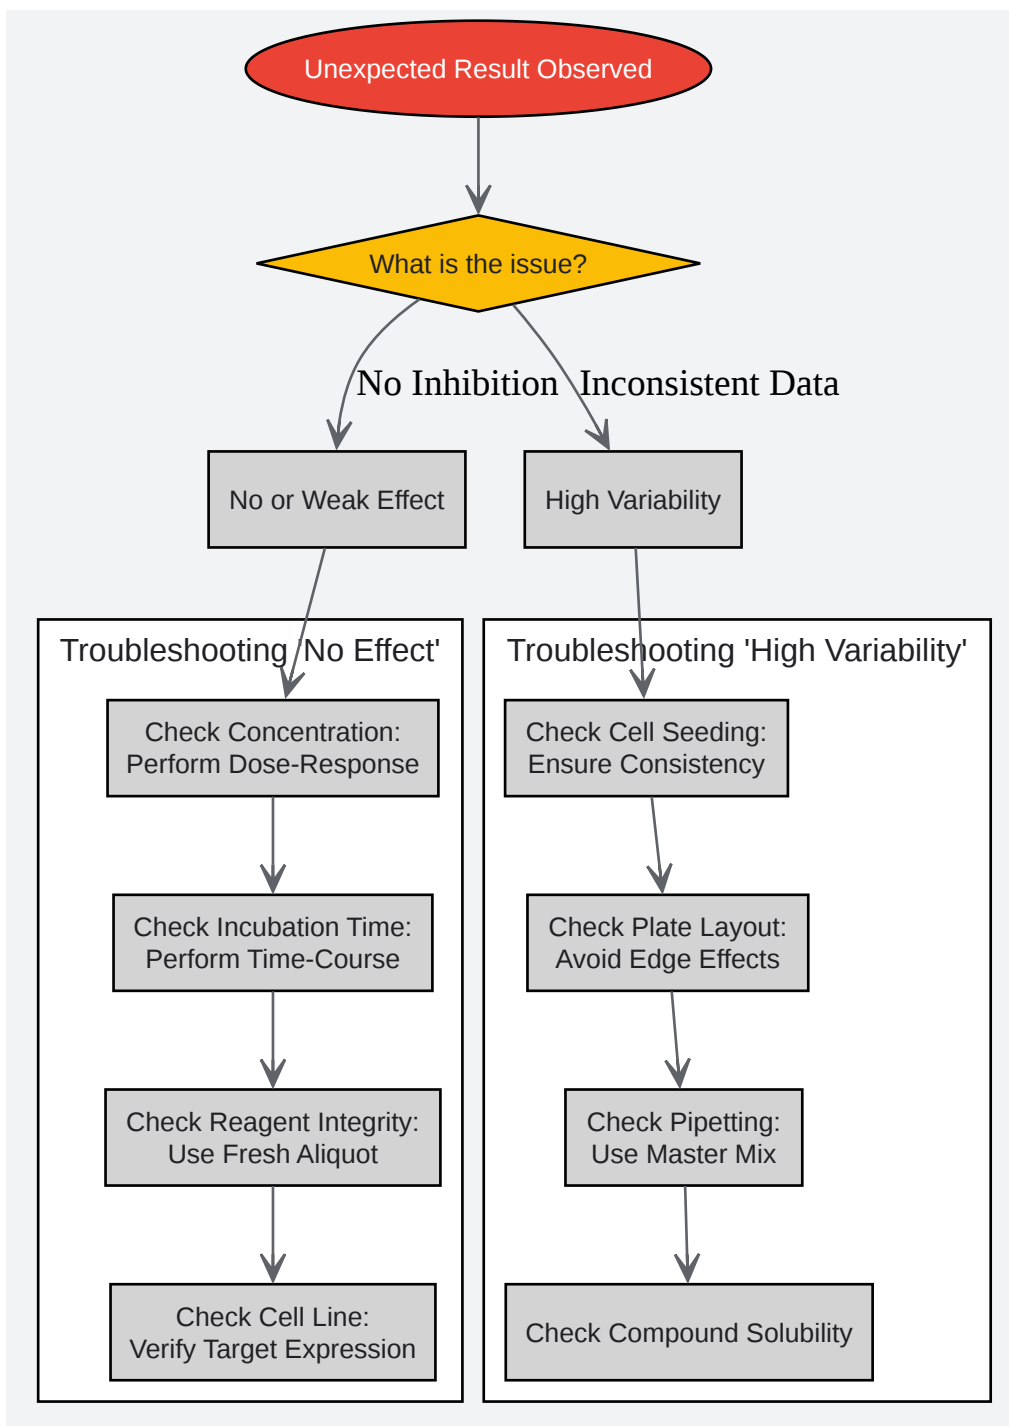 Unexpected Result Observed
What is the issue?
No Inhibition
Inconsistent Data
No or Weak Effect
High Variability
Troubleshooting 'No Effect'
Check Concentration:
Perform Dose-Response
Check Incubation Time:
Perform Time-Course
Check Reagent Integrity:
Use Fresh Aliquot
Check Cell Line:
Verify Target Expression
Troubleshooting 'High Variability'
Check Cell Seeding:
Ensure Consistency
Check Plate Layout:
Avoid Edge Effects
Check Pipetting:
Use Master Mix
Check Compound Solubility